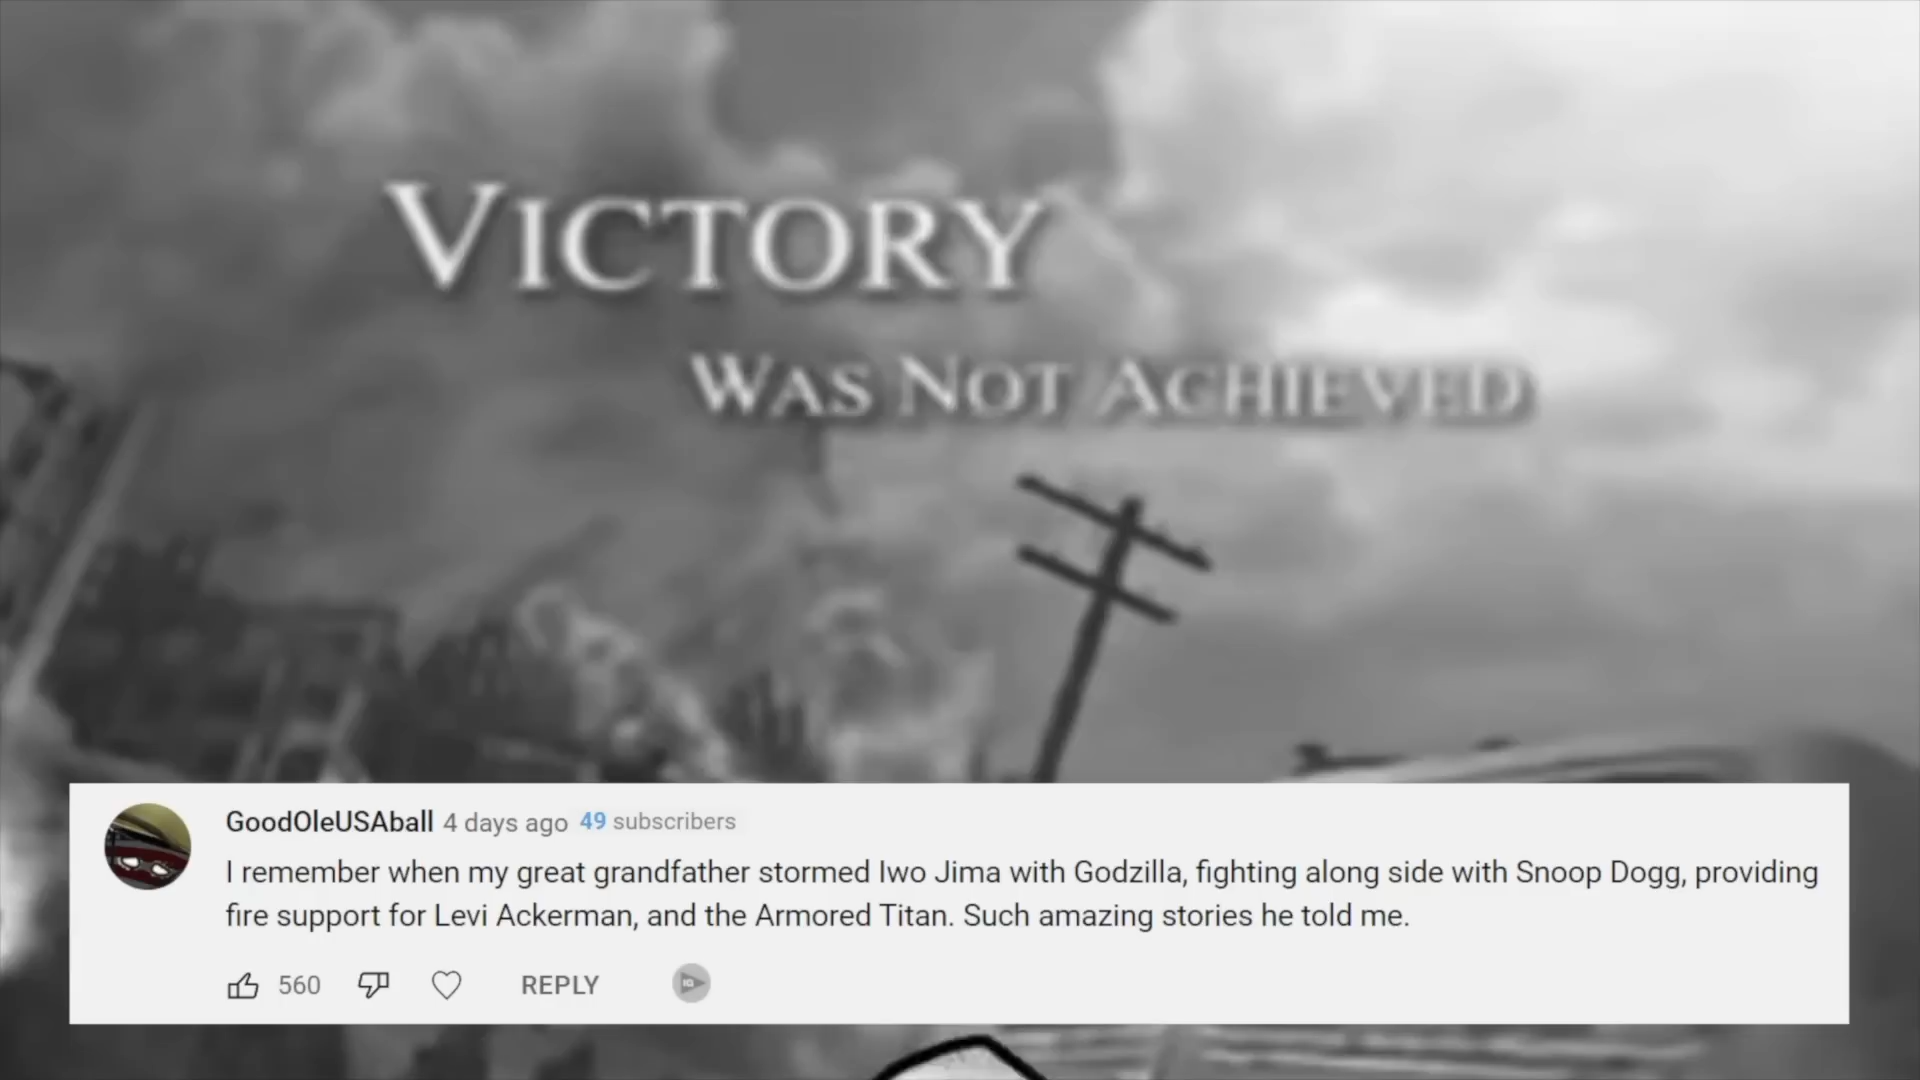 VICTORY
WAS NOT ACHIEVED
GoodOleUSAball 4 days ago 49 subscribers
I remember when my great grandfather stormed Iwo Jima with Godzilla, fighting along side with Snoop Dogg, providing
fire support for Levi Ackerman, and the Armored Titan. Such amazing stories he told me.
560 REPLY